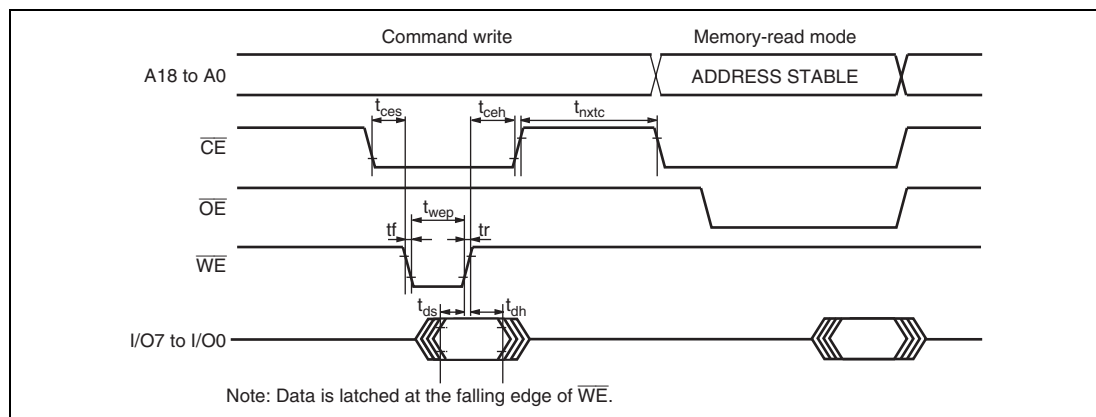 Command write Memory-read mode
A18 to A0 ADDRESS STABLE
tces tceh tnxtc
CE
OE
twep
tf tr
WE
tds tdh
I/O7 to I/O0
Note: Data is latched at the falling edge of WE.